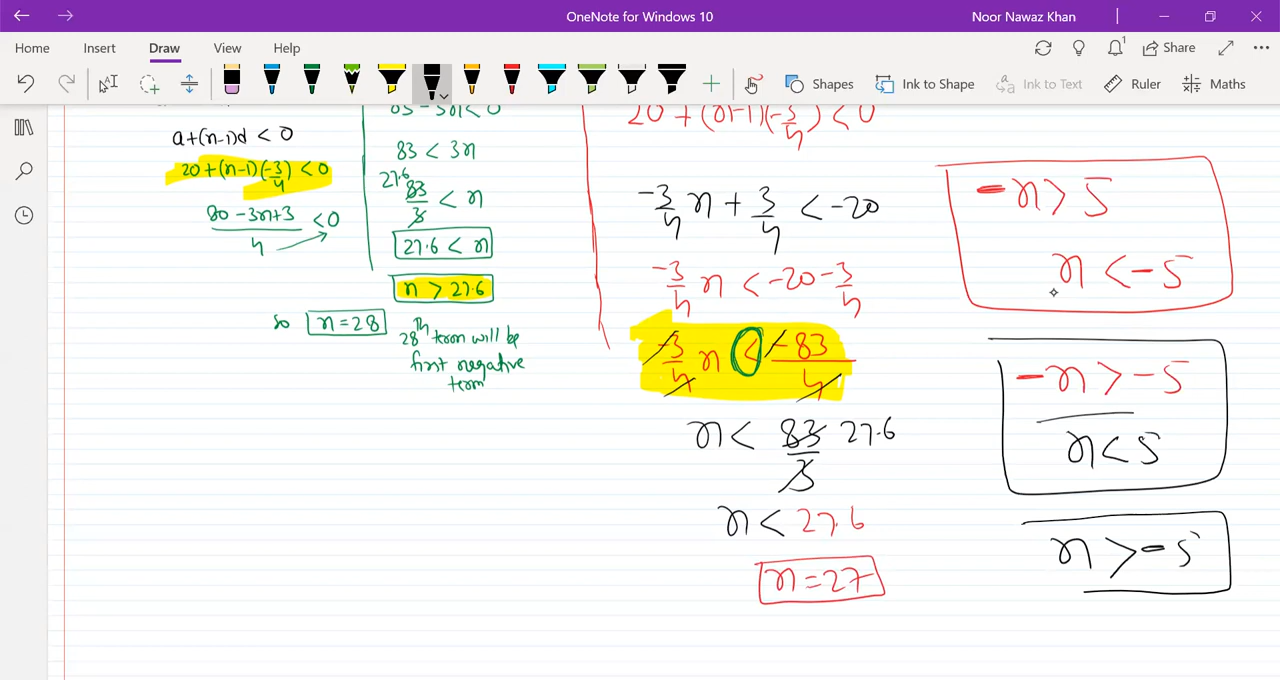 OneNote for Windows 10
Noor Nawaz Khan
Home Insert Draw View Help
Share
Shapes Ink to Shape Ink to Text Ruler Maths
a+(n-1)d < 0
20+(n-1)(-3/4) < 0
80-3n+3/4 < 0
83-3n < 0
83 < 3n
27.6
83/3 < n
27.6 < n
n > 27.6
so n=28
28th term will be
first negative
term
20 + (n-1)(-3/4) < 0
-3/4 n + 3/4 < -20
-3/4 n < -20 - 3/4
-3/4 n < -83/4
n < 83/3 27.6
n < 27.6
n = 27
-n > 5
n < -5
-n > -5
n < 5
n > -5